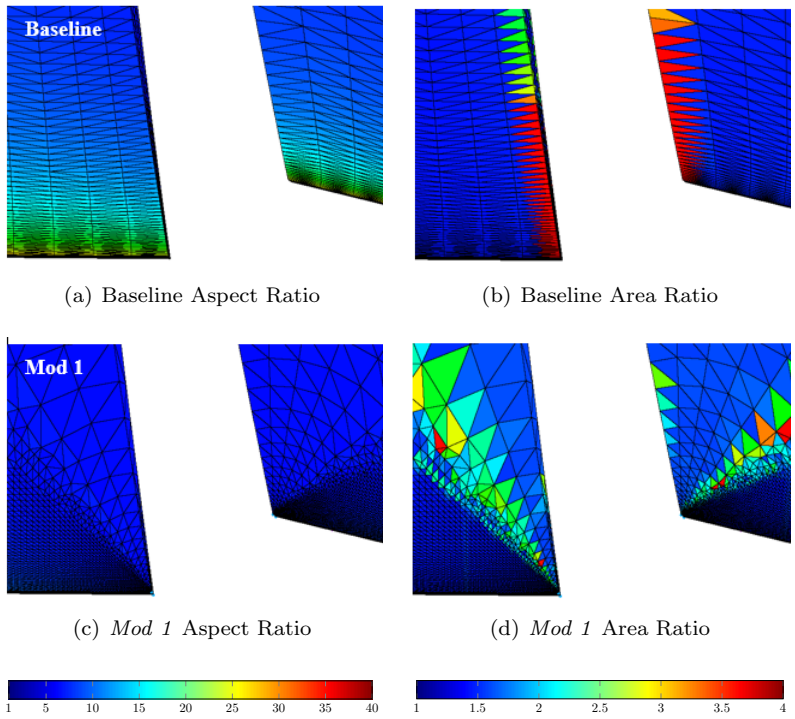 Baseline
(a) Baseline Aspect Ratio
(b) Baseline Area Ratio
Mod 1
(c) Mod 1 Aspect Ratio
(d) Mod 1 Area Ratio
1 5 10 15 20 25 30 35 40
1 1.5 2 2.5 3 3.5 4